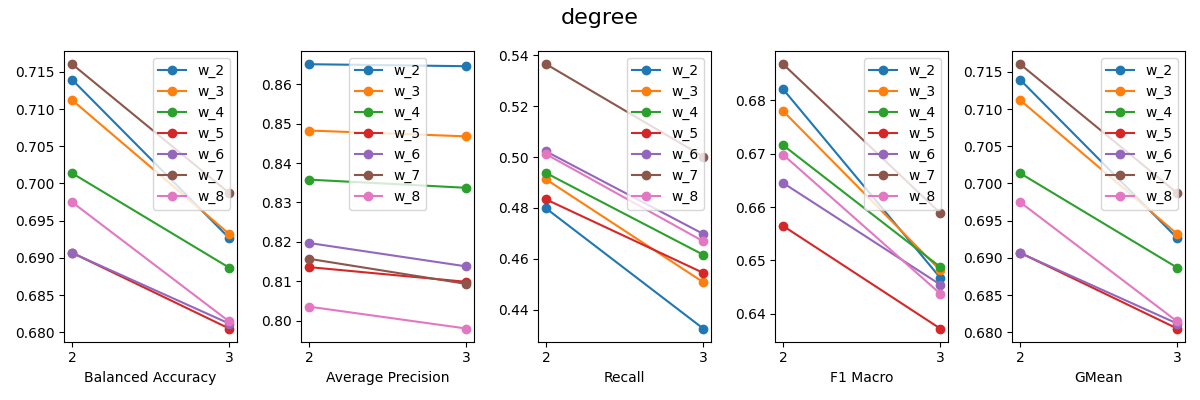 degree
0.715
0.710
0.705
0.700
0.695
0.690
0.685
0.680
2
3
Balanced Accuracy
w_2
w_3
w_4
w_5
w_6
w_7
w_8
0.86
0.85
0.84
0.83
0.82
0.81
0.80
2
3
Average Precision
w_2
w_3
w_4
w_5
w_6
w_7
w_8
0.54
0.52
0.50
0.48
0.46
0.44
2
3
Recall
w_2
w_3
w_4
w_5
w_6
w_7
w_8
0.68
0.67
0.66
0.65
0.64
2
3
F1 Macro
w_2
w_3
w_4
w_5
w_6
w_7
w_8
0.715
0.710
0.705
0.700
0.695
0.690
0.685
0.680
2
3
GMean
w_2
w_3
w_4
w_5
w_6
w_7
w_8